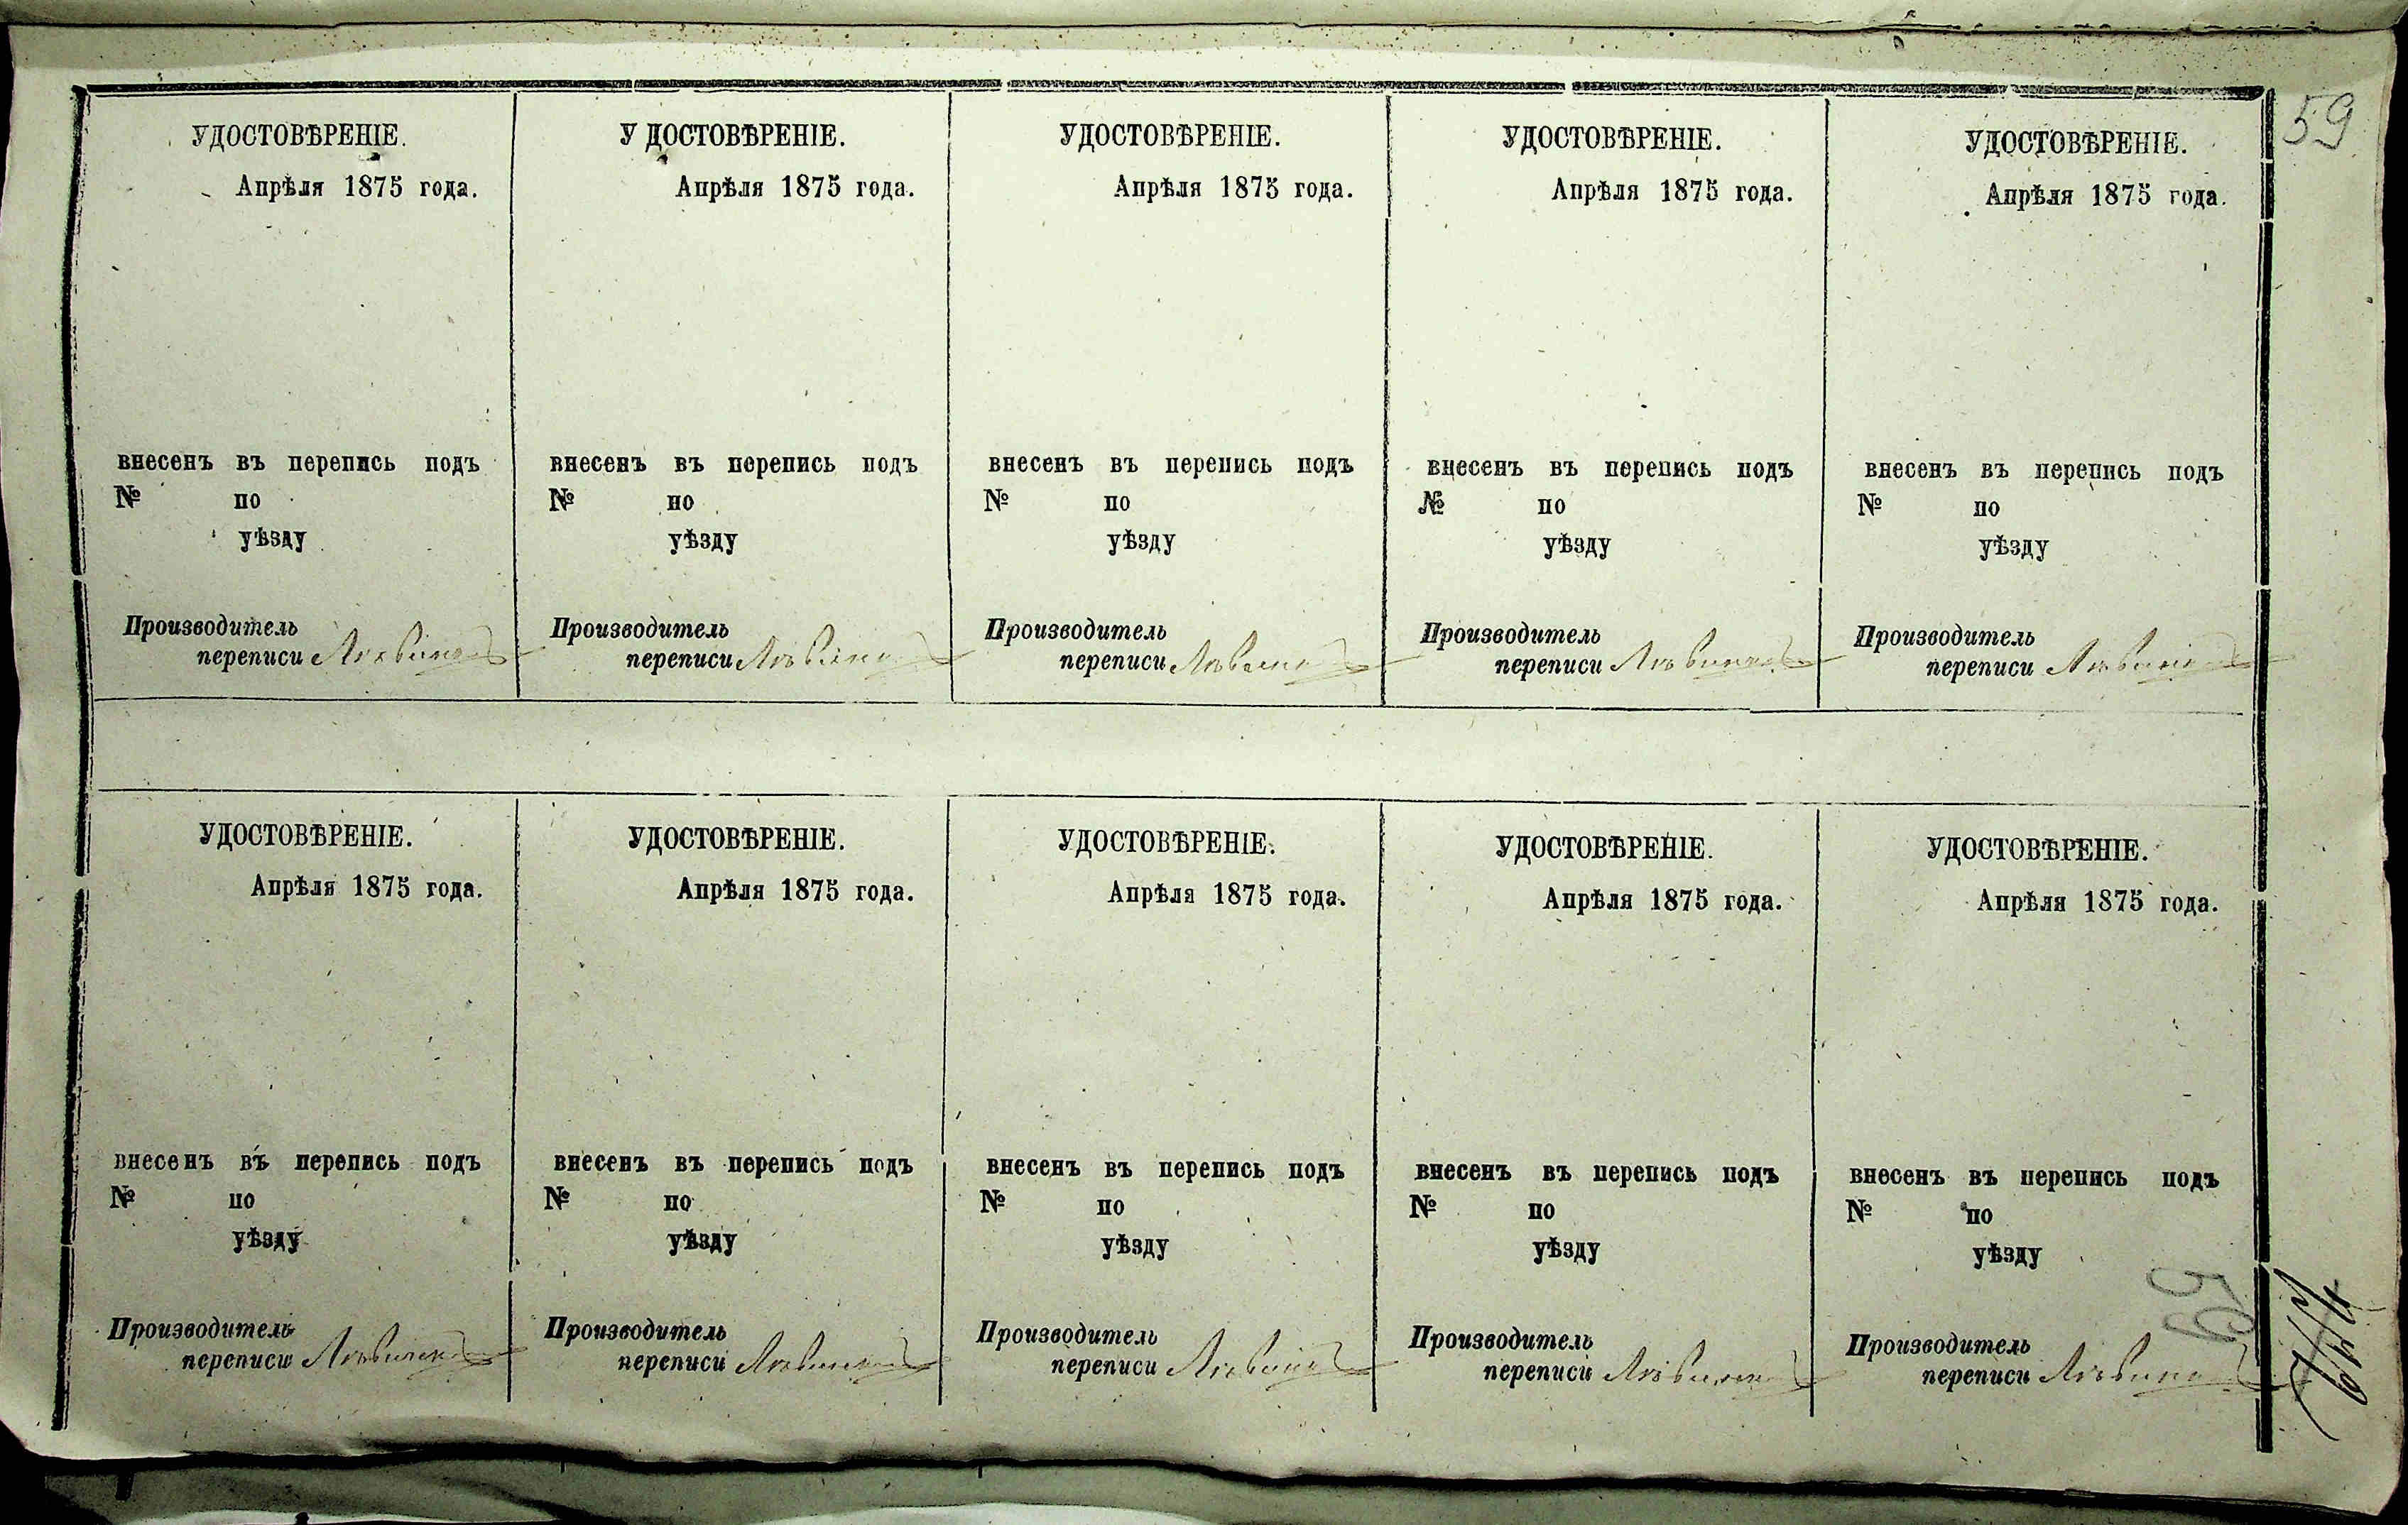 59
УДОСТОВѢРЕНІЕ.
Апрѣля 1875 года.
внесенъ въ перепись подъ
№ по
уѣзду
Производитель
переписи
УДОСТОВѢРЕНІЕ.
Апрѣля 1875 года.
внесенъ въ перепись подъ
№ по
уѣзду
Производитель
переписи
УДОСТОВѢРЕНІЕ.
Апрѣля 1875 года.
внесенъ въ перепись подъ
№ по
уѣзду
Производитель
переписи
УДОСТОВѢРЕНІЕ.
Апрѣля 1875 года.
внесенъ въ перепись подъ
№ по
уѣзду
Производитель
переписи
УДОСТОВѢРЕНІЕ.
Апрѣля 1875 года.
внесенъ въ перепись подъ
№ по
уѣзду
Производитель
переписи
УДОСТОВѢРЕНІЕ.
Апрѣля 1875 года.
внесенъ въ перепись подъ
№ по
уѣзду
Производитель
переписи
УДОСТОВѢРЕНІЕ.
Апрѣля 1875 года.
внесенъ въ перепись подъ
№ по
уѣзду
Производитель
переписи
УДОСТОВѢРЕНІЕ.
Апрѣля 1875 года.
внесенъ въ перепись подъ
№ по
уѣзду
Производитель
переписи
УДОСТОВѢРЕНІЕ.
Апрѣля 1875 года.
внесенъ въ перепись подъ
№ по
уѣзду
Производитель
переписи
УДОСТОВѢРЕНІЕ.
Апрѣля 1875 года.
внесенъ въ перепись подъ
№ по
уѣзду
Производитель
переписи
59